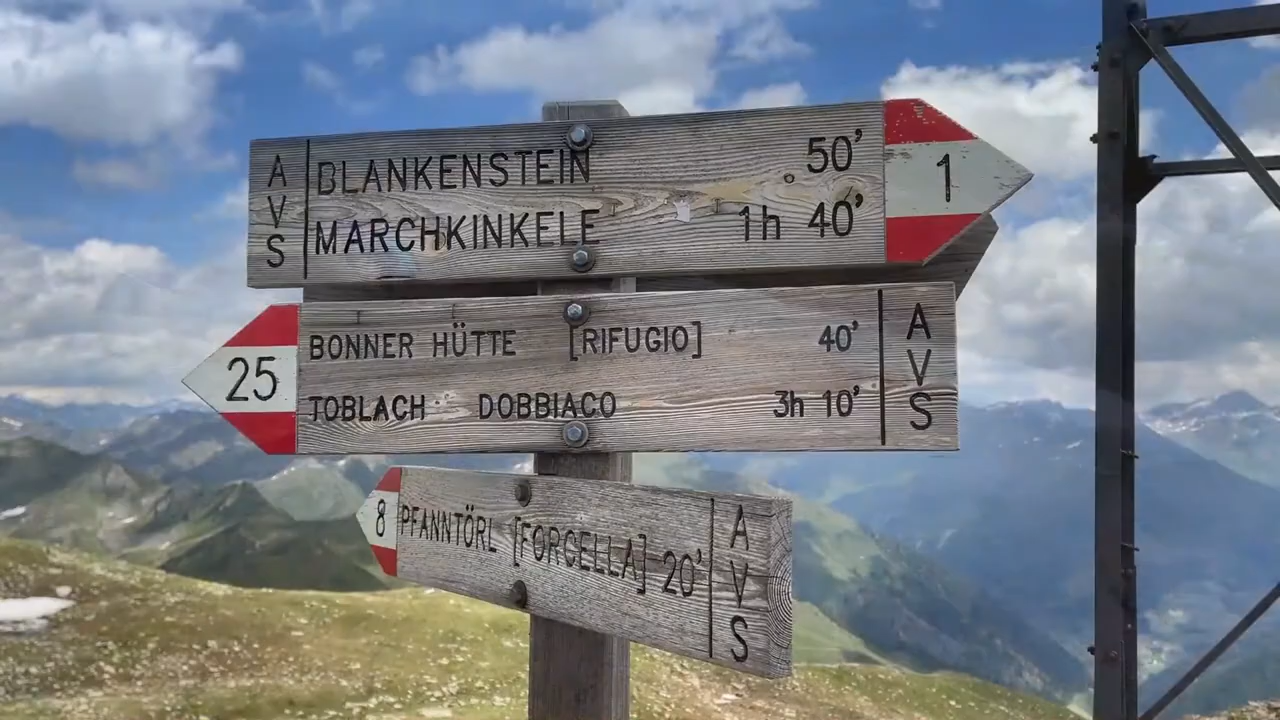 AVS BLANKENSTEIN 50’ 1
MARCHKINKELE 1h 40’
25 BONNER HÜTTE [RIFUGIO] 40’ AVS
TOBLACH DOBBIACO 3h 10’
8 PFANNTÖRL [FORCELLA] 20’ AVS